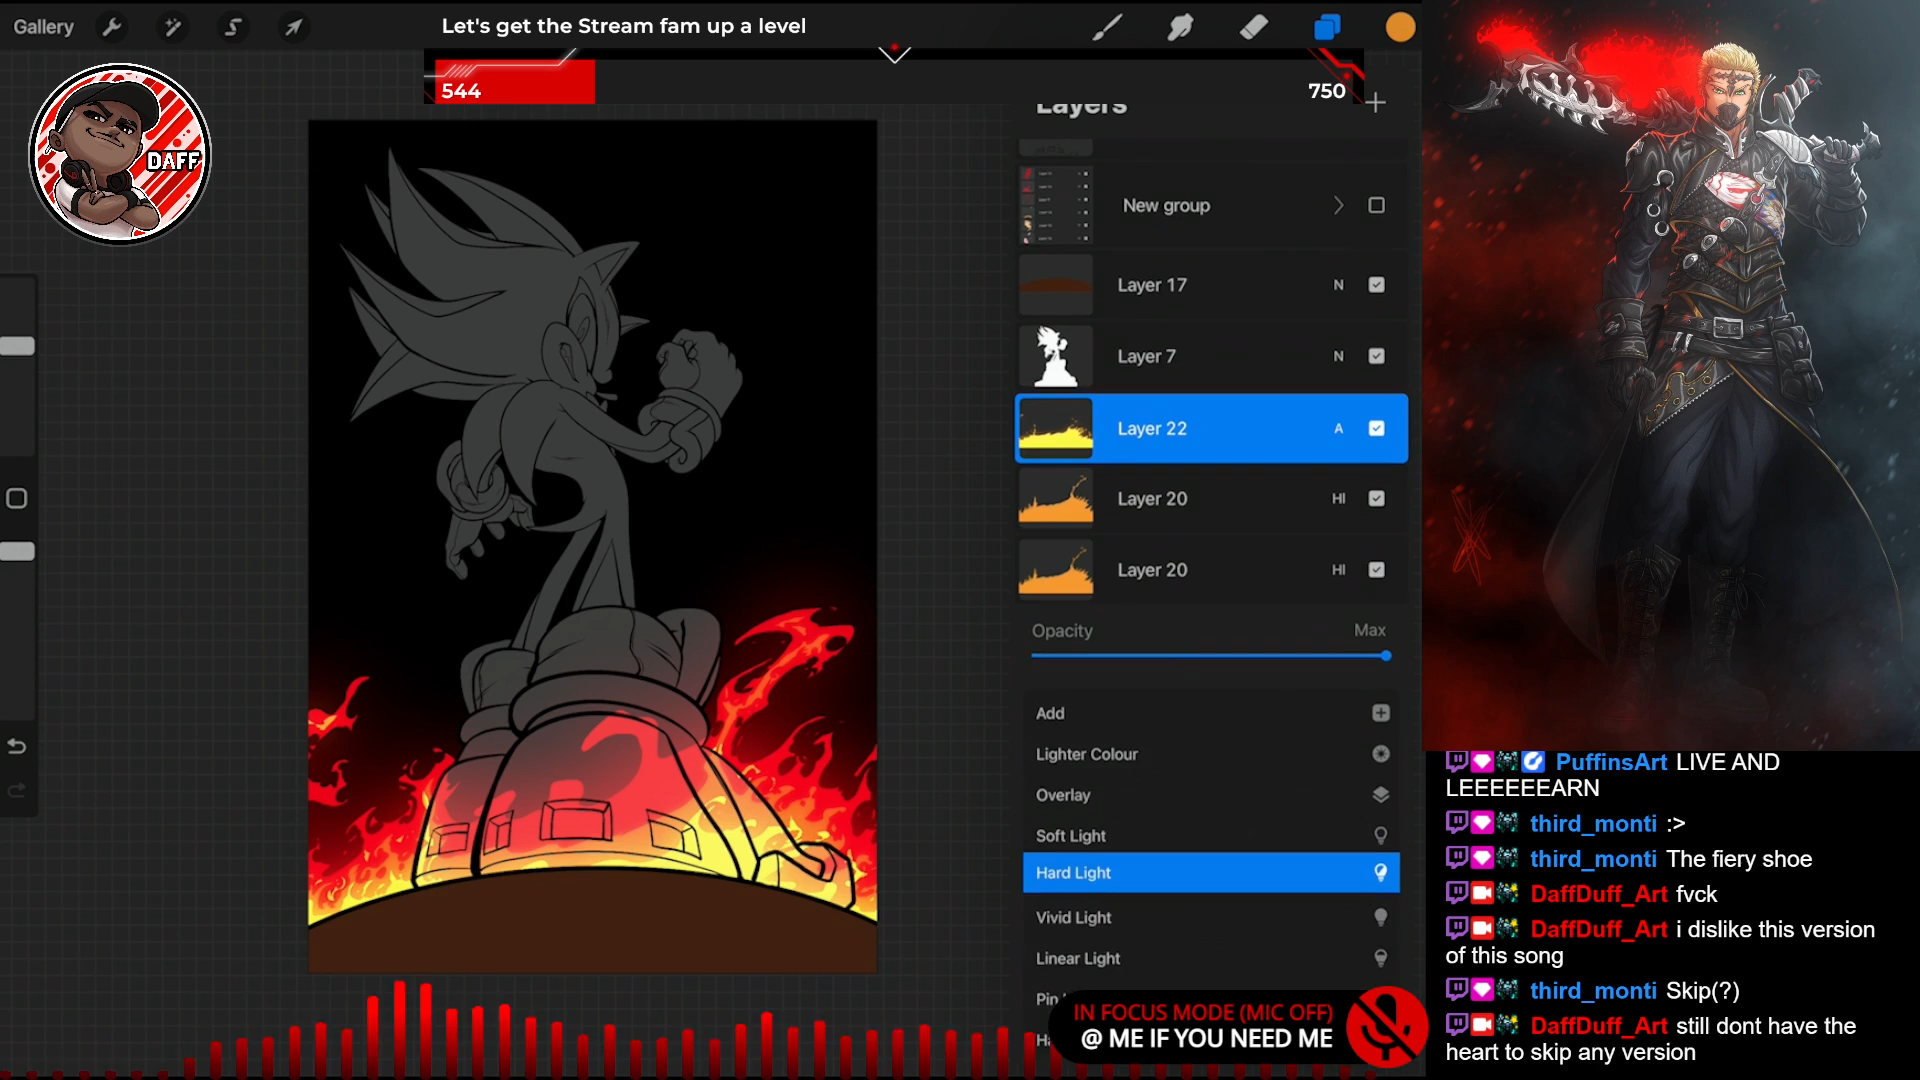 Gallery
Let's get the Stream fam up a level
544
750
DAFF
Layers
New group
Layer 17
N
Layer 7
N
Layer 22
A
Layer 20
HI
Layer 20
HI
Opacity
Max
Add
Lighter Colour
Overlay
Soft Light
Hard Light
Vivid Light
Linear Light
IN FOCUS MODE (MIC OFF)
@ ME IF YOU NEED ME
PuffinsArt LIVE AND
LEEEEEEARN
third_monti :>
third_monti The fiery shoe
DaffDuff_Art fvck
DaffDuff_Art i dislike this version
of this song
third_monti Skip(?)
DaffDuff_Art still dont have the
heart to skip any version